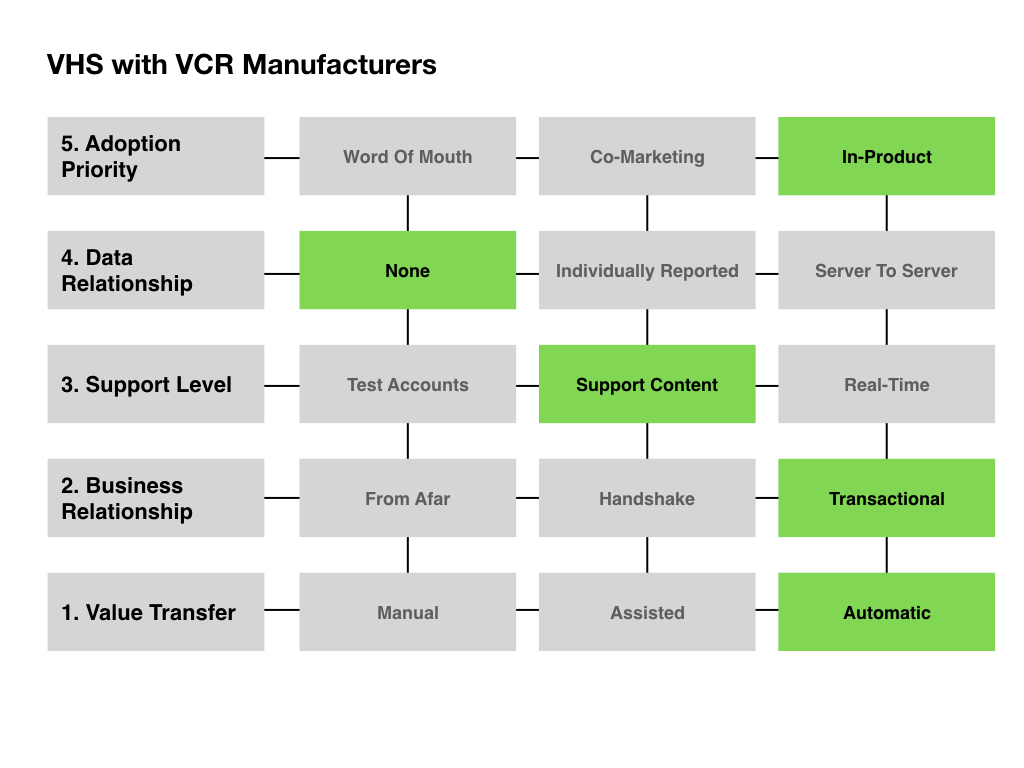 VHS with VCR Manufacturers
5. Adoption
Priority
Word Of Mouth
Co-Marketing
In-Product
4. Data
Relationship
None
Individually Reported
Server To Server
3. Support Level
Test Accounts
Support Content
Real-Time
2. Business
Relationship
From Afar
Handshake
Transactional
1. Value Transfer
Manual
Assisted
Automatic